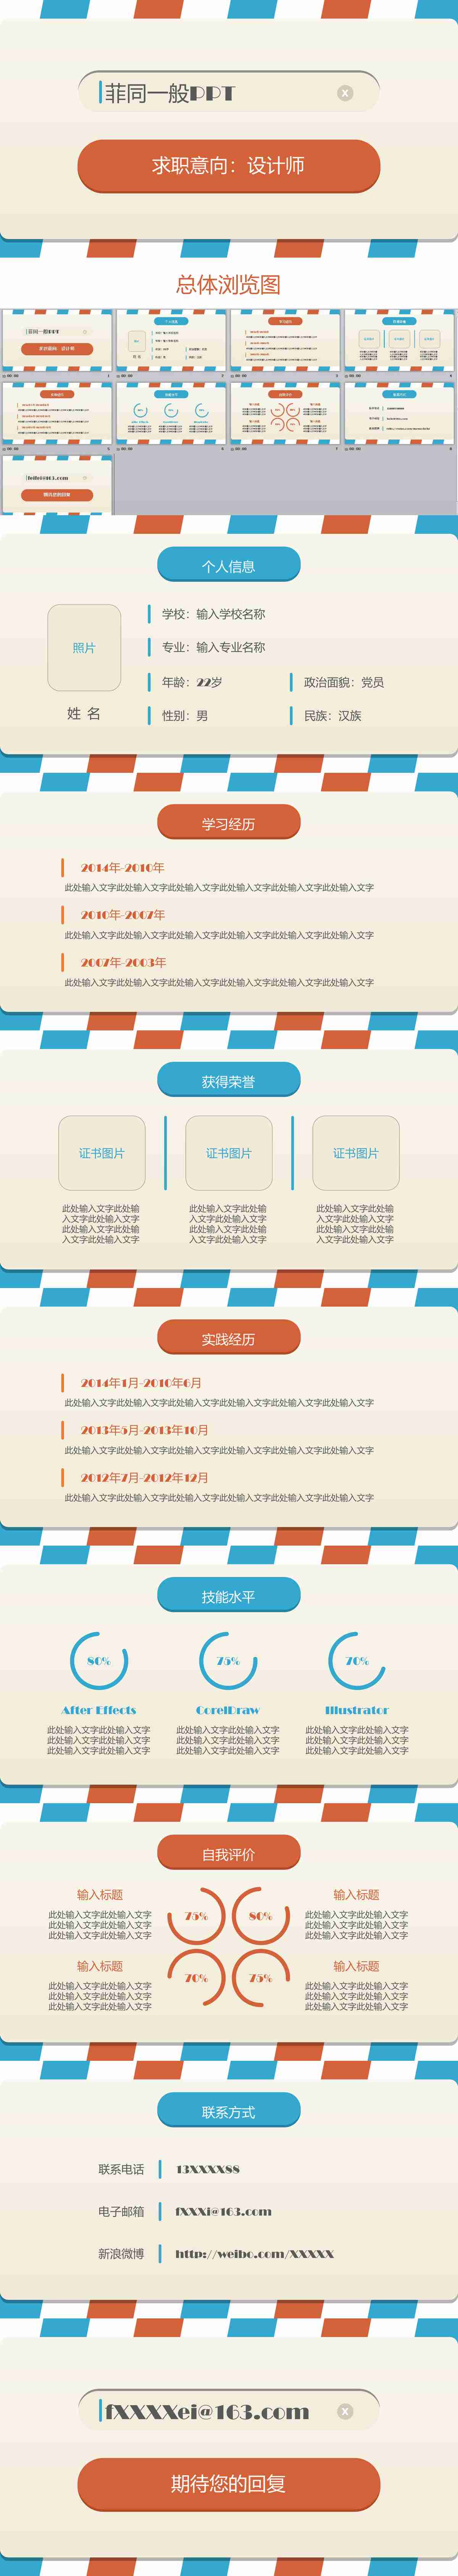 菲同一般PPT
X
求职意向：设计师
总体浏览图
个人信息
照片
姓 名
学校：输入学校名称
专业：输入专业名称
年龄：22岁
政治面貌：党员
性别：男
民族：汉族
学习经历
2014年-2010年
此处输入文字此处输入文字此处输入文字此处输入文字此处输入文字此处输入文字
2010年-2007年
此处输入文字此处输入文字此处输入文字此处输入文字此处输入文字此处输入文字
2007年-2003年
此处输入文字此处输入文字此处输入文字此处输入文字此处输入文字此处输入文字
获得荣誉
证书图片
证书图片
证书图片
此处输入文字此处输
入文字此处输入文字
此处输入文字此处输
入文字此处输入文字
此处输入文字此处输
入文字此处输入文字
此处输入文字此处输
入文字此处输入文字
此处输入文字此处输
入文字此处输入文字
此处输入文字此处输
入文字此处输入文字
实践经历
2014年1月-2010年6月
此处输入文字此处输入文字此处输入文字此处输入文字此处输入文字此处输入文字
2013年5月-2013年10月
此处输入文字此处输入文字此处输入文字此处输入文字此处输入文字此处输入文字
2012年7月-2012年12月
此处输入文字此处输入文字此处输入文字此处输入文字此处输入文字此处输入文字
技能水平
80%
75%
70%
After Effects
CorelDraw
Illustrator
此处输入文字此处输入文字
此处输入文字此处输入文字
此处输入文字此处输入文字
此处输入文字此处输入文字
此处输入文字此处输入文字
此处输入文字此处输入文字
此处输入文字此处输入文字
此处输入文字此处输入文字
此处输入文字此处输入文字
自我评价
输入标题
此处输入文字此处输入文字
此处输入文字此处输入文字
此处输入文字此处输入文字
75%
80%
输入标题
此处输入文字此处输入文字
此处输入文字此处输入文字
此处输入文字此处输入文字
输入标题
此处输入文字此处输入文字
此处输入文字此处输入文字
此处输入文字此处输入文字
70%
75%
输入标题
此处输入文字此处输入文字
此处输入文字此处输入文字
此处输入文字此处输入文字
联系方式
联系电话
13XXXX88
电子邮箱
fXXXi@163.com
新浪微博
http://weibo.com/XXXXX
fXXXXei@163.com
X
期待您的回复